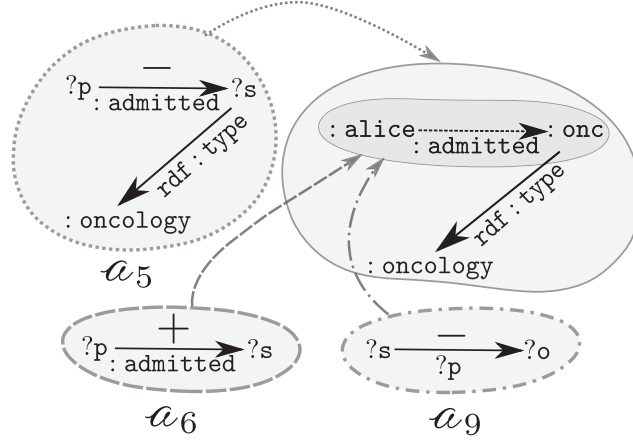 −
?p ?s
:admitted
rdf:type
:oncology
a5
:alice :onc
:admitted
rdf:type
:oncology
+
?p ?s
:admitted
a6
−
?s ?o
?p
a9